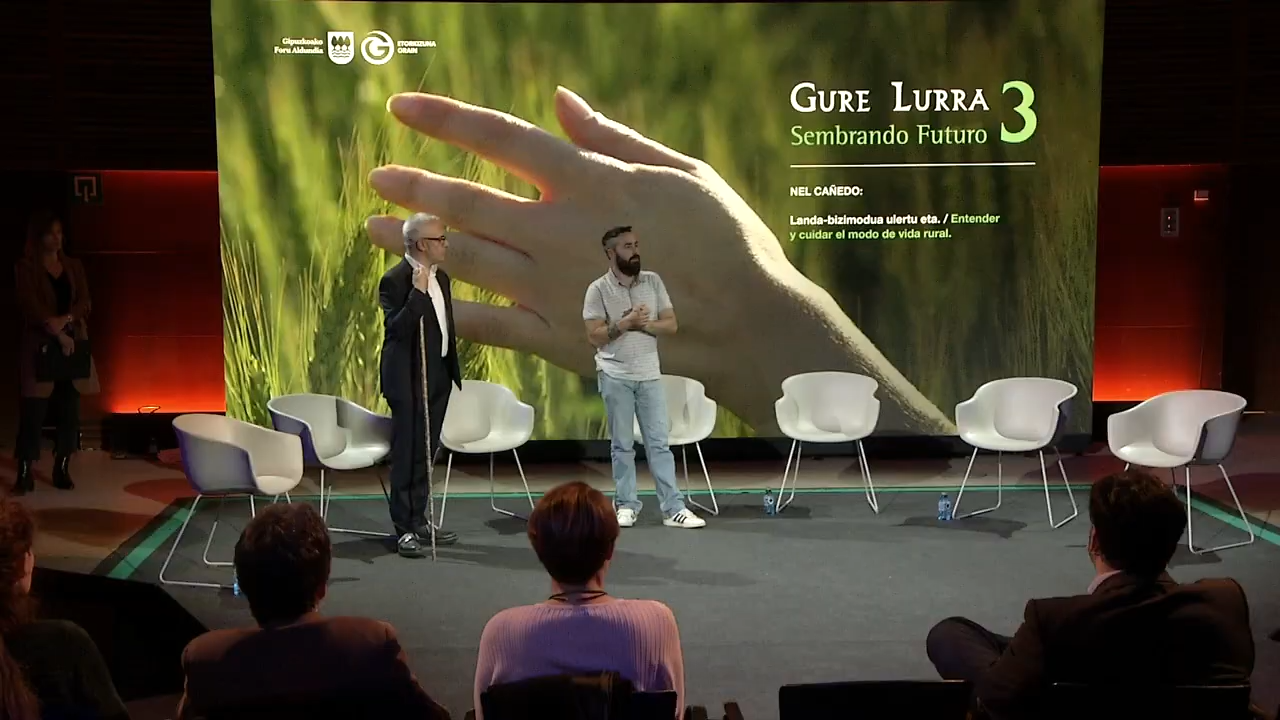 Gipuzkoako
Foru Aldundia
ETORKIZUNA
ORAIN
GURE LURRA 3
Sembrando Futuro
NEL CAÑEDO:
Landa-bizimodua ulertu eta. / Entender
y cuidar el modo de vida rural.